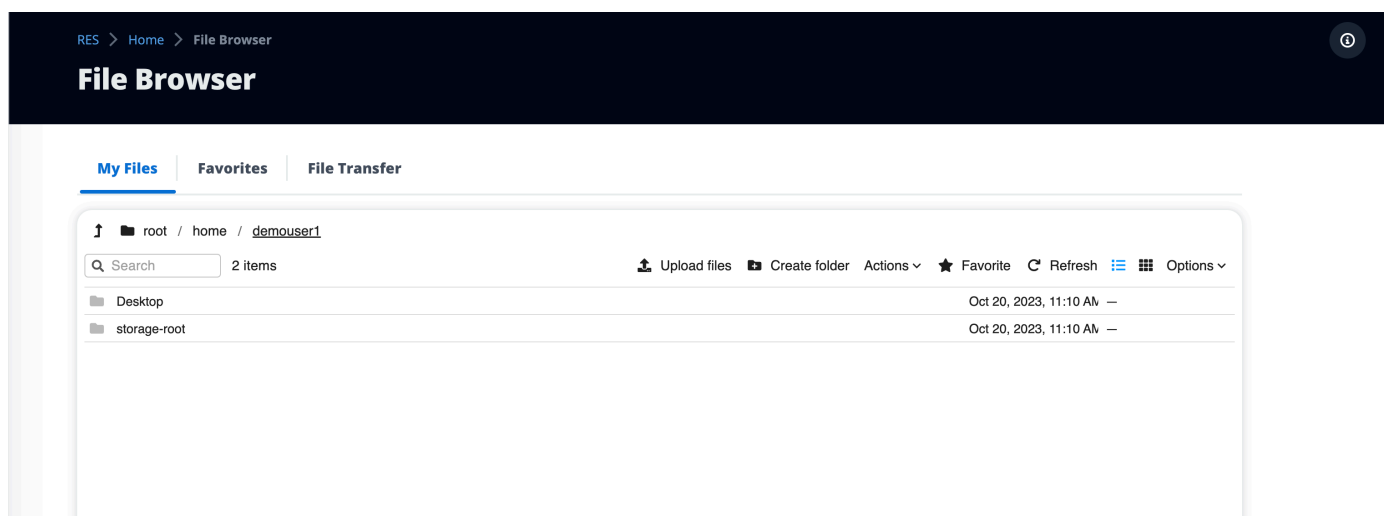 RES > Home > File Browser
File Browser
My Files Favorites File Transfer
root / home / demouser1
Search 2 items Upload files Create folder Actions Favorite Refresh Options
Desktop Oct 20, 2023, 11:10 AM —
storage-root Oct 20, 2023, 11:10 AM —